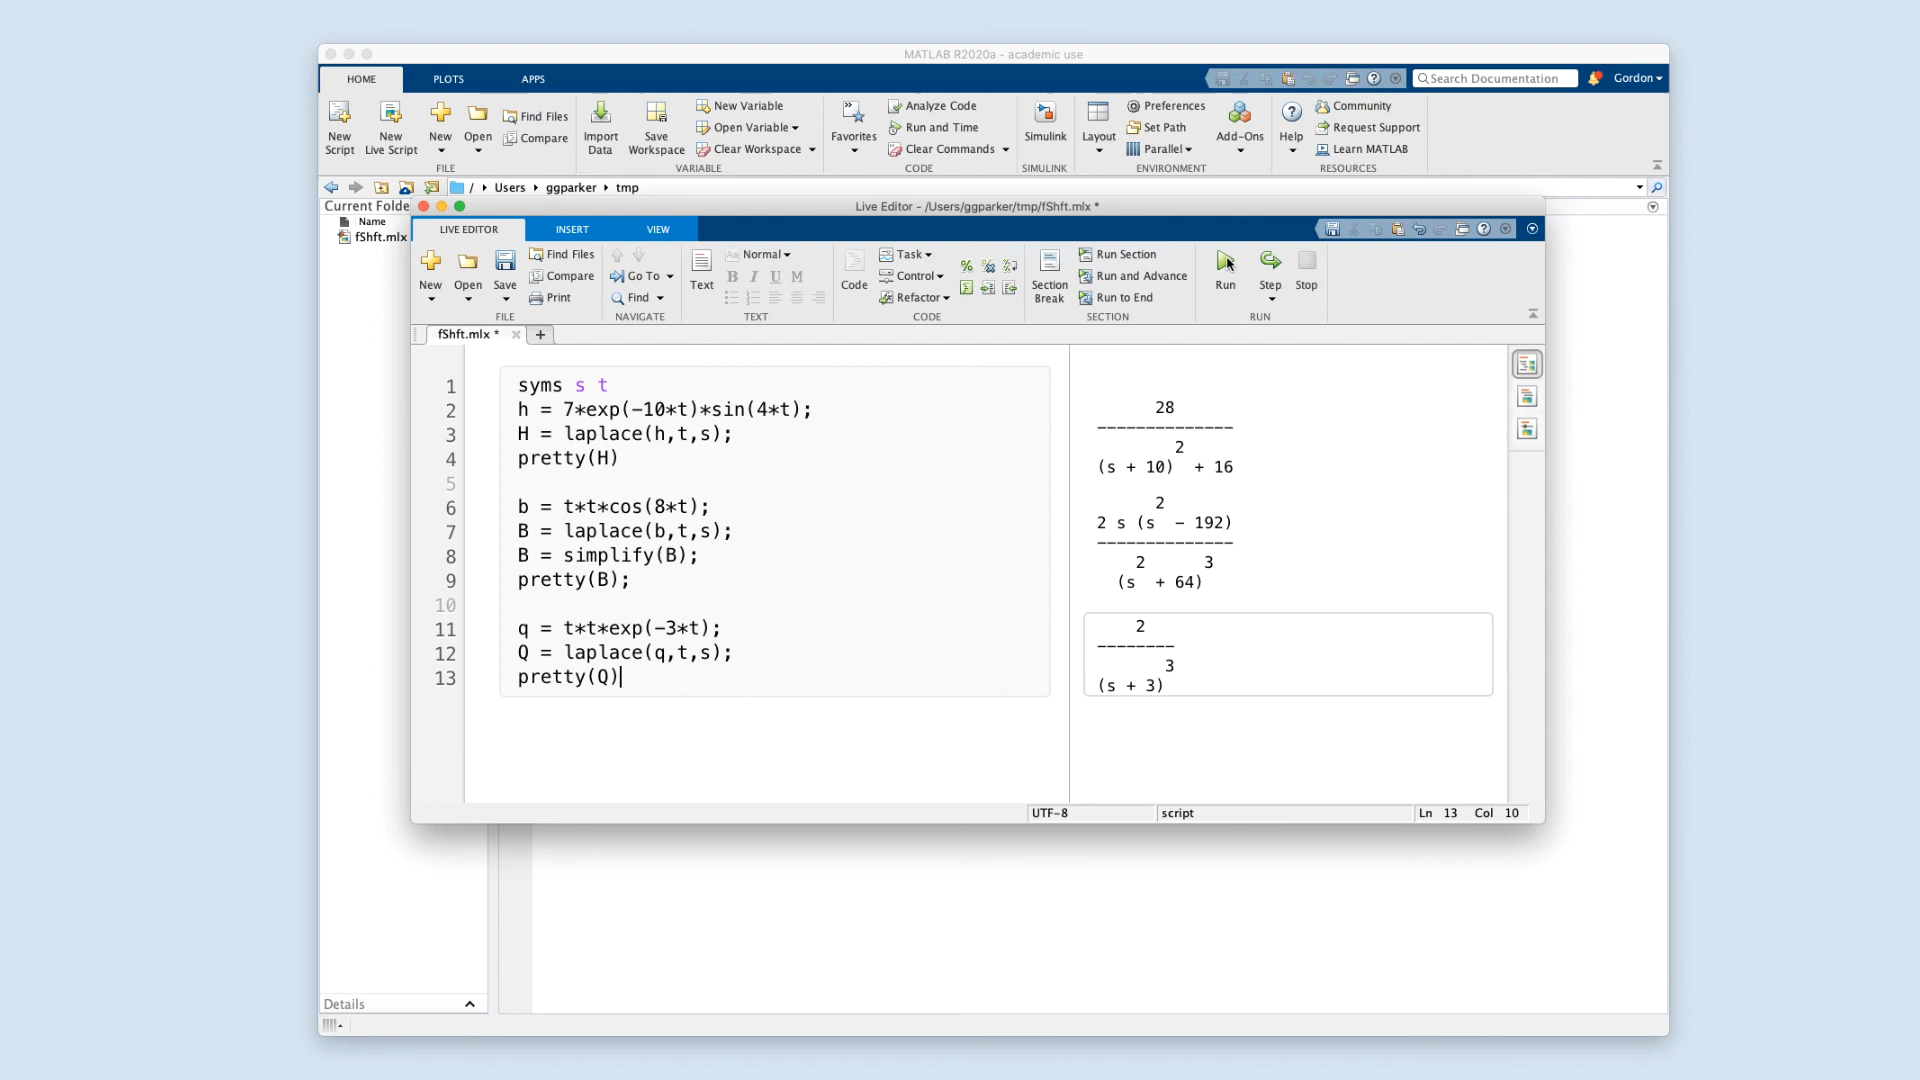 MATLAB R2020a - academic use
HOME PLOTS APPS
Search Documentation Gordon
New Script
New Live Script
New
Open
Find Files
Compare
FILE
Import Data
Save Workspace
New Variable
Open Variable
Clear Workspace
VARIABLE
Favorites
Analyze Code
Run and Time
Clear Commands
CODE
Simulink
SIMULINK
Layout
Preferences
Set Path
Parallel
Add-Ons
ENVIRONMENT
Help
Community
Request Support
Learn MATLAB
RESOURCES
/ Users ggparker tmp
Current Folde
Name
fShft.mlx
Live Editor - /Users/ggparker/tmp/fShft.mlx *
LIVE EDITOR INSERT VIEW
New
Open
Save
Find Files
Compare
Print
FILE
Go To
Find
NAVIGATE
Text
Aa Normal
B I U M
TEXT
Code
Task
Control
Refactor
CODE
Section Break
Run Section
Run and Advance
Run to End
SECTION
Run
Step
Stop
RUN
fShft.mlx *
1 syms s t
2 h = 7*exp(-10*t)*sin(4*t);
3 H = laplace(h,t,s);
4 pretty(H)
5
6 b = t*t*cos(8*t);
7 B = laplace(b,t,s);
8 B = simplify(B);
9 pretty(B);
10
11 q = t*t*exp(-3*t);
12 Q = laplace(q,t,s);
13 pretty(Q)
28
--------------
2
(s + 10) + 16
2
2 s (s - 192)
--------------
2 3
(s + 64)
2
--------
3
(s + 3)
UTF-8 script Ln 13 Col 10
Details